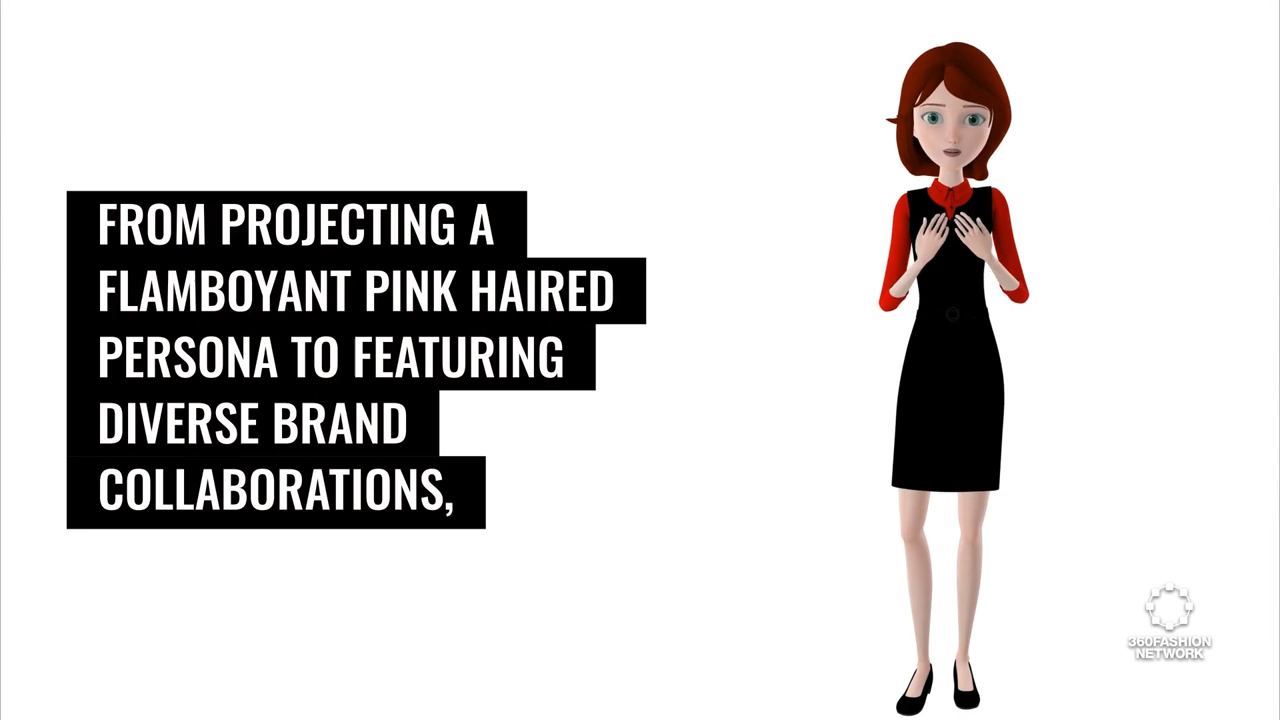 FROM PROJECTING A
FLAMBOYANT PINK HAIRED
PERSONA TO FEATURING
DIVERSE BRAND
COLLABORATIONS,
360FASHION
NETWORK